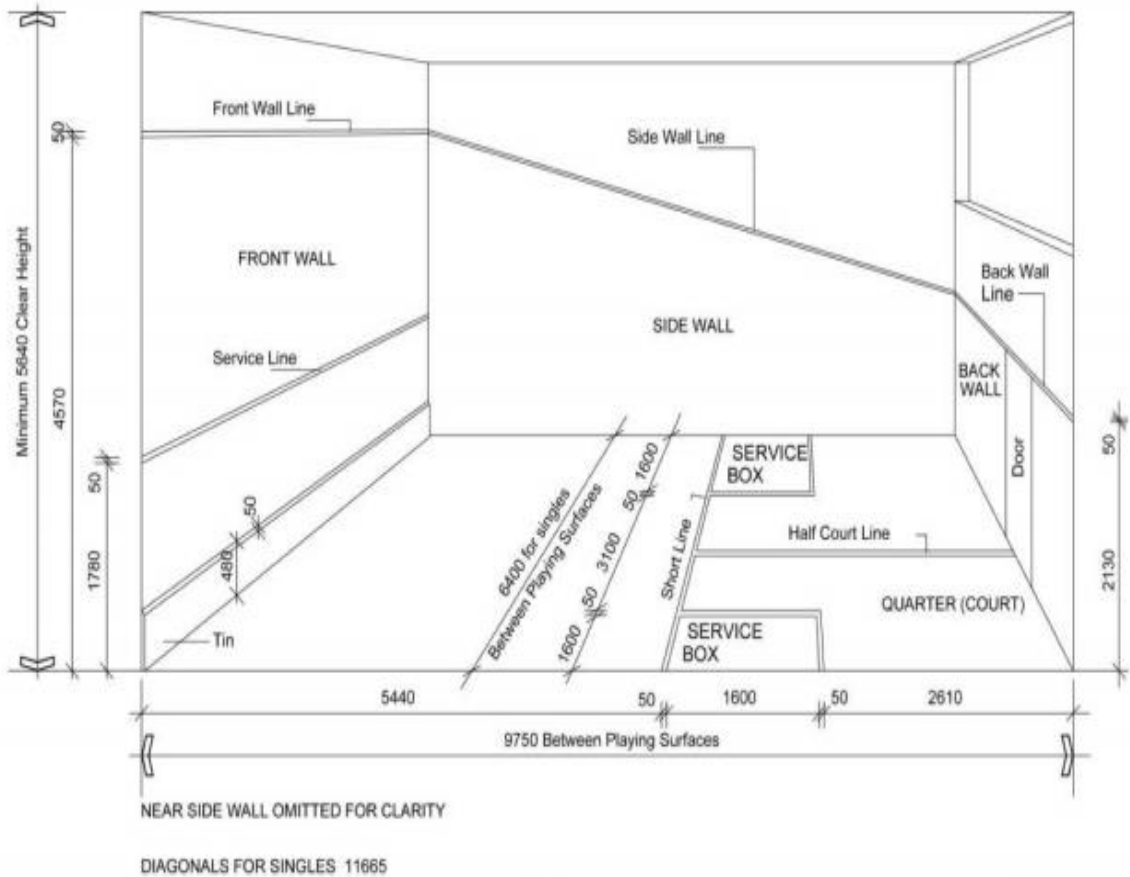 Minimum 5640 Clear Height
50
4570
50
1780
Front Wall Line
Side Wall Line
FRONT WALL
Back Wall
Line
SIDE WALL
Service Line
BACK
WALL
Door
50
2130
50
480
Tin
6400 for singles
Between Playing Surfaces
1600
50
3100
50
1600
Short Line
SERVICE
BOX
Half Court Line
QUARTER (COURT)
SERVICE
BOX
5440
50
1600
50
2610
9750 Between Playing Surfaces
NEAR SIDE WALL OMITTED FOR CLARITY
DIAGONALS FOR SINGLES 11665